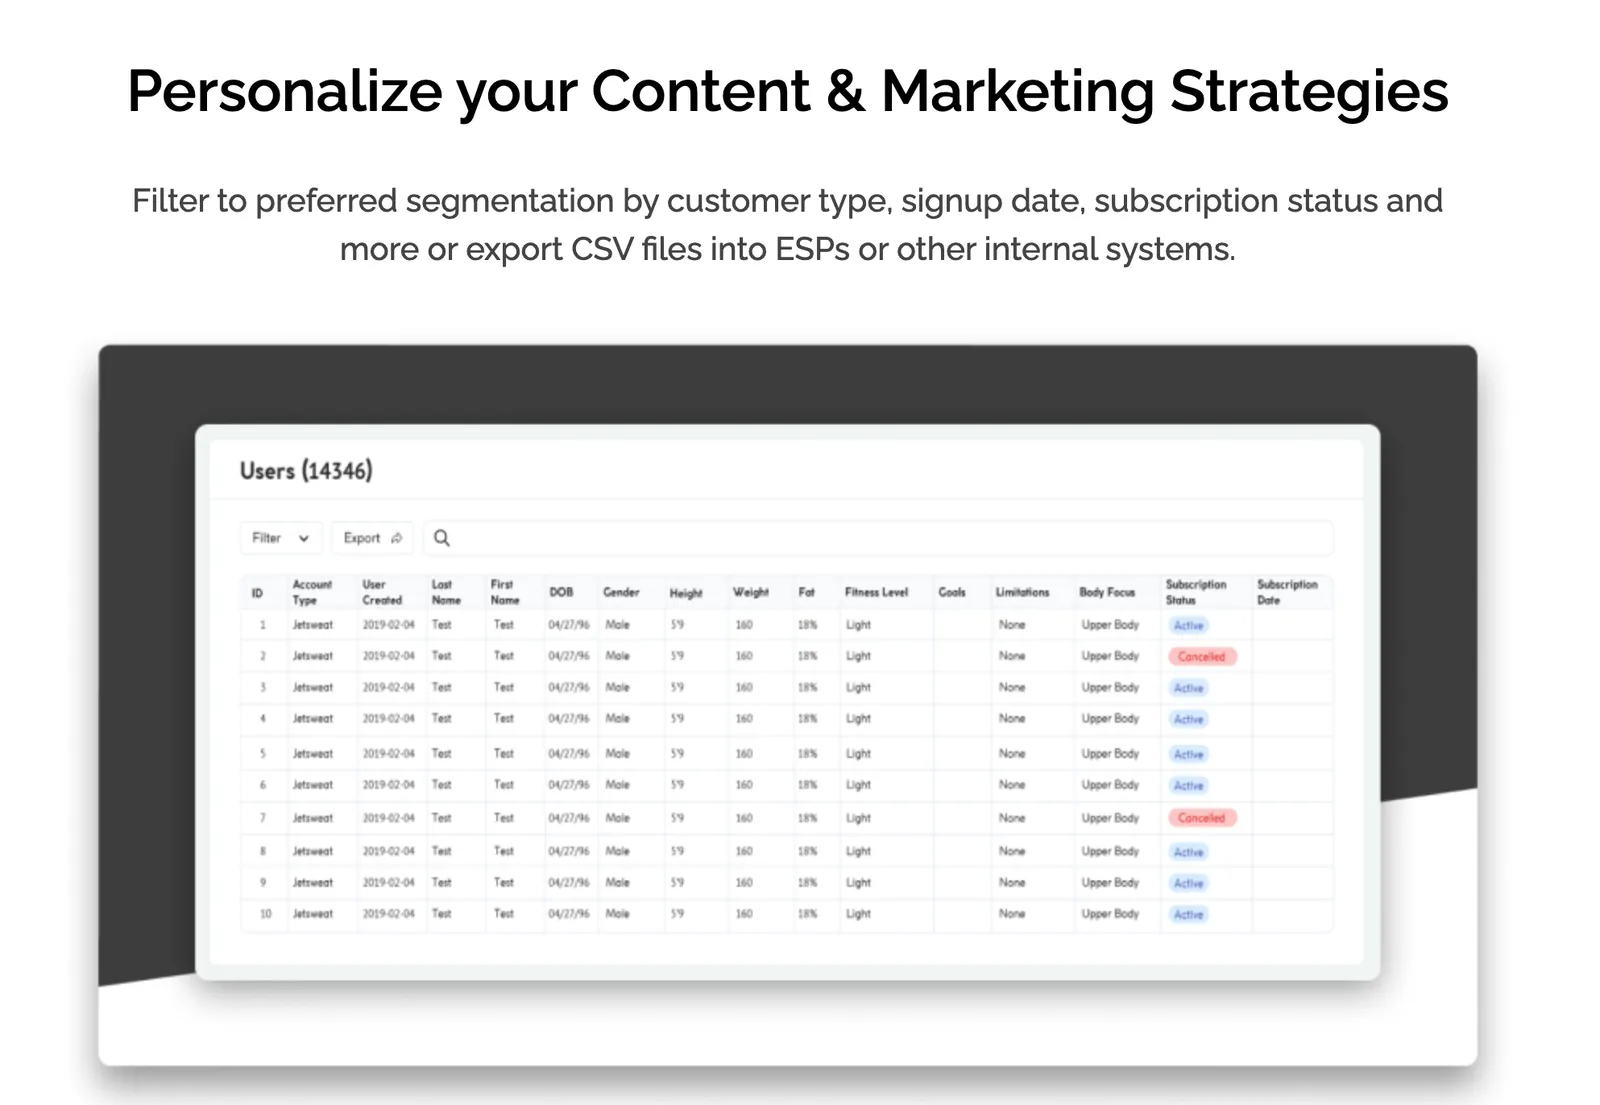 Personalize your Content & Marketing Strategies
Filter to preferred segmentation by customer type, signup date, subscription status and
more or export CSV files into ESPs or other internal systems.
Users (14346)
Filter Export
ID Account Type User Created Last Name First Name DOB Gender Height Weight Fat Fitness Level Goals Limitations Body Focus Subscription Status Subscription Date
1 Jetsweat 2019-02-04 Test Test 04/27/96 Male 5'9 160 18% Light None Upper Body Active
2 Jetsweat 2019-02-04 Test Test 04/27/96 Male 5'9 160 18% Light None Upper Body Cancelled
3 Jetsweat 2019-02-04 Test Test 04/27/96 Male 5'9 160 18% Light None Upper Body Active
4 Jetsweat 2019-02-04 Test Test 04/27/96 Male 5'9 160 18% Light None Upper Body Active
5 Jetsweat 2019-02-04 Test Test 04/27/96 Male 5'9 160 18% Light None Upper Body Active
6 Jetsweat 2019-02-04 Test Test 04/27/96 Male 5'9 160 18% Light None Upper Body Active
7 Jetsweat 2019-02-04 Test Test 04/27/96 Male 5'9 160 18% Light None Upper Body Cancelled
8 Jetsweat 2019-02-04 Test Test 04/27/96 Male 5'9 160 18% Light None Upper Body Active
9 Jetsweat 2019-02-04 Test Test 04/27/96 Male 5'9 160 18% Light None Upper Body Active
10 Jetsweat 2019-02-04 Test Test 04/27/96 Male 5'9 160 18% Light None Upper Body Active